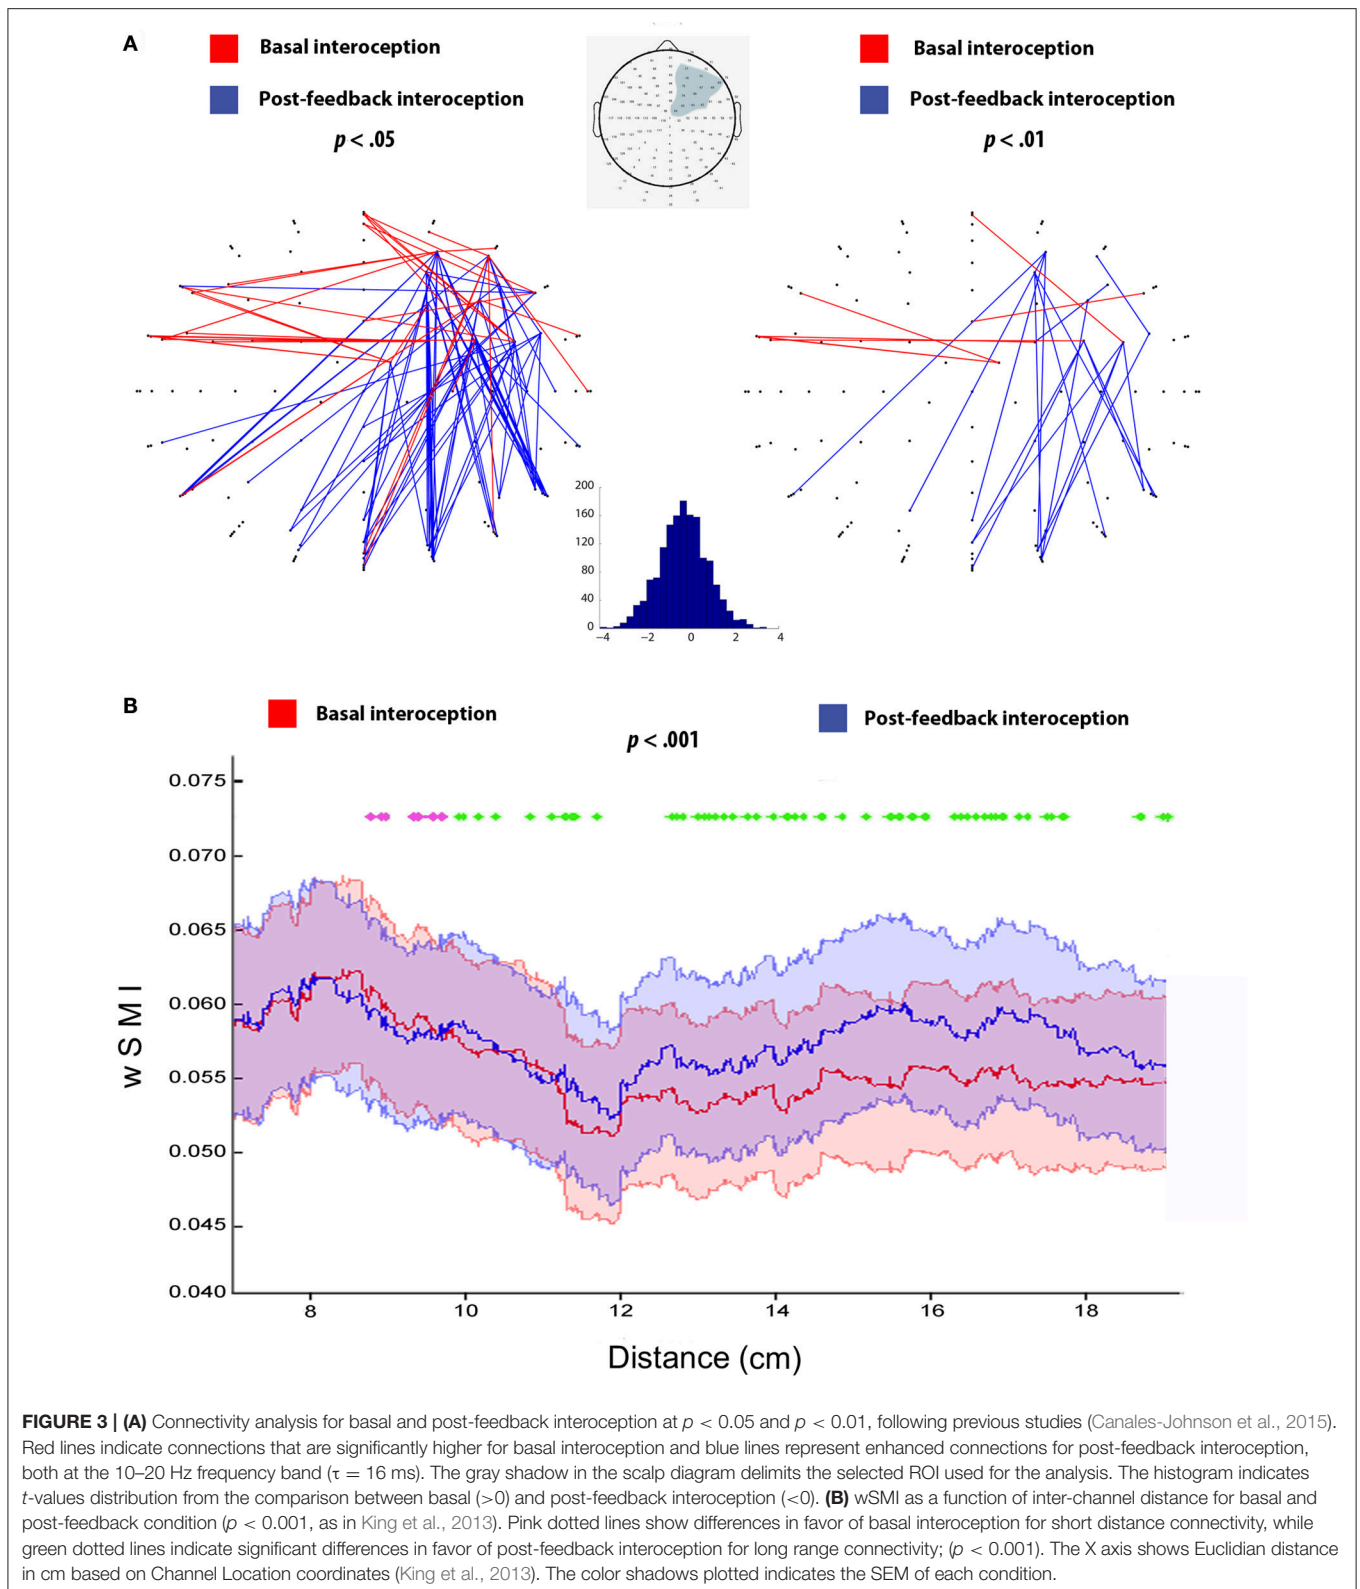 A
Basal interoception
Post-feedback interoception
p < .05
Basal interoception
Post-feedback interoception
p < .01
200
160
120
80
40
0
−4 −2 0 2 4
B
Basal interoception
Post-feedback interoception
p < .001
0.075
0.070
0.065
0.060
0.055
0.050
0.045
0.040
wSMI
8 10 12 14 16 18
Distance (cm)
FIGURE 3 | (A) Connectivity analysis for basal and post-feedback interoception at p < 0.05 and p < 0.01, following previous studies (Canales-Johnson et al., 2015).
Red lines indicate connections that are significantly higher for basal interoception and blue lines represent enhanced connections for post-feedback interoception,
both at the 10–20 Hz frequency band (τ = 16 ms). The gray shadow in the scalp diagram delimits the selected ROI used for the analysis. The histogram indicates
t-values distribution from the comparison between basal (>0) and post-feedback interoception (<0). (B) wSMI as a function of inter-channel distance for basal and
post-feedback condition (p < 0.001, as in King et al., 2013). Pink dotted lines show differences in favor of basal interoception for short distance connectivity, while
green dotted lines indicate significant differences in favor of post-feedback interoception for long range connectivity; (p < 0.001). The X axis shows Euclidian distance
in cm based on Channel Location coordinates (King et al., 2013). The color shadows plotted indicates the SEM of each condition.